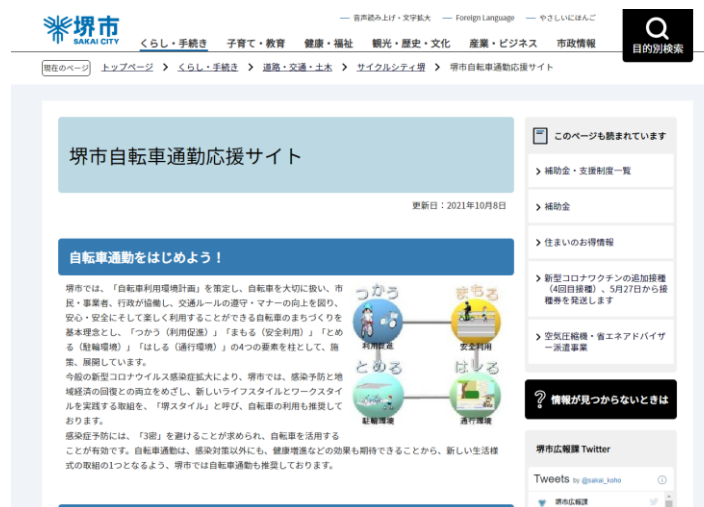 堺市
SAKAI CITY
音声読み上げ・文字拡大
Foreign Language
やさしいにほんご
くらし・手続き
子育て・教育
健康・福祉
観光・歴史・文化
産業・ビジネス
市政情報
目的別検索
現在のページ
トップページ > くらし・手続き > 道路・交通・土木 > サイクルシティ堺 > 堺市自転車通勤応援サイト
堺市自転車通勤応援サイト
更新日：2021年10月8日
自転車通勤をはじめよう！
堺市では、「自転車利用環境計画」を策定し、自転車を大切に扱い、市
民・事業者、行政が協働し、交通ルールの遵守・マナーの向上を図り、
安心・安全にそして楽しく利用することができる自転車のまちづくりを
基本理念とし、「つかう（利用促進）」「まもる（安全利用）」「とめ
る（駐輪環境）」「はしる（通行環境）」の4つの要素を柱として、施
策、展開しています。
今般の新型コロナウイルス感染症拡大により、堺市では、感染予防と地
域経済の回復との両立をめざし、新しいライフスタイルとワークスタイ
ルを実践する取組を、「堺スタイル」と呼び、自転車の利用も推奨して
おります。
感染症予防には、「3密」を避けることが求められ、自転車を活用する
ことが有効です。自転車通勤は、感染対策以外にも、健康増進などの効果も期待できることから、新しい生活様
式の取組の1つとなるよう、堺市では自転車通勤も推奨しております。
つかう
利用促進
まもる
安全利用
とめる
駐輪環境
はしる
通行環境
このページも読まれています
補助金・支援制度一覧
補助金
住まいのお得情報
新型コロナワクチンの追加接種
（4回目接種）、5月27日から接
種券を発送します
空気圧縮機・省エネアドバイザ
ー派遣事業
情報が見つからないときは
堺市広報課 Twitter
Tweets by @sakai_koho
堺市広報課